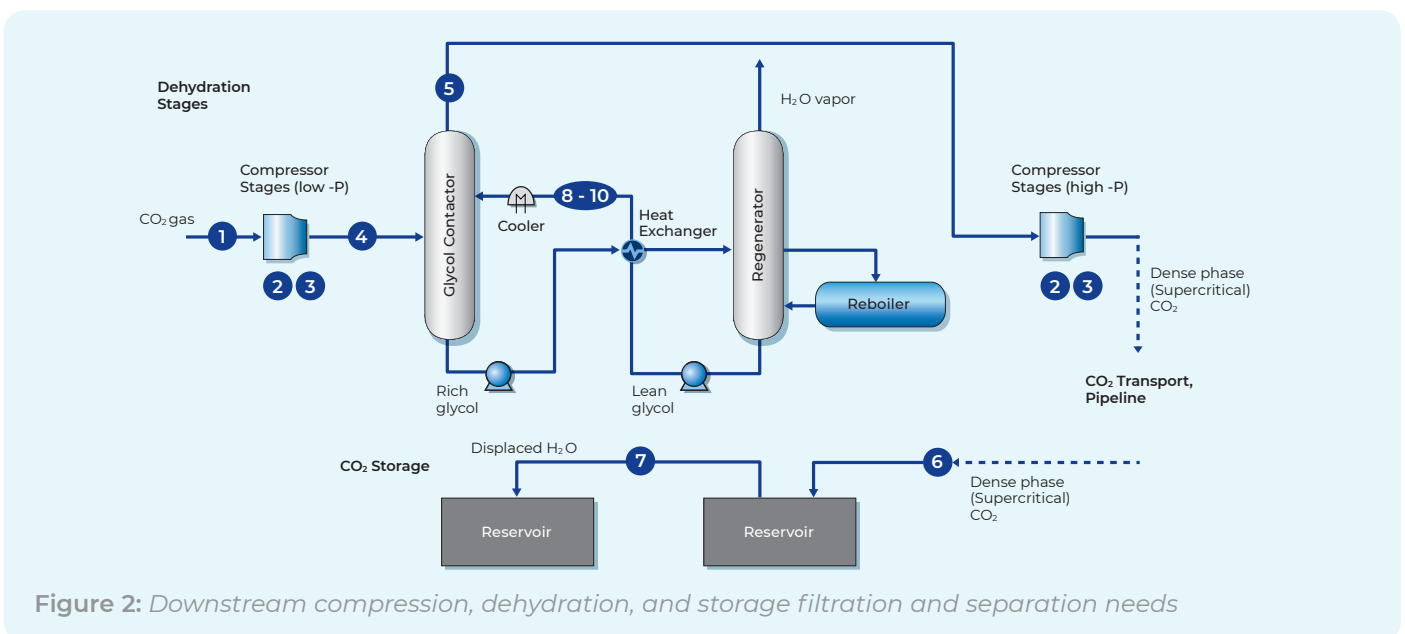 Dehydration
Stages
5
H₂O vapor
Compressor
Stages (low -P)
CO₂ gas
1
4
2
3
Glycol Contactor
8 - 10
Cooler
M
Heat
Exchanger
Regenerator
Reboiler
Compressor
Stages (high -P)
2
3
Dense phase
(Supercritical)
CO₂
Rich
glycol
Lean
glycol
CO₂ Transport,
Pipeline
CO₂ Storage
Displaced H₂O
7
6
Dense phase
(Supercritical)
CO₂
Reservoir
Reservoir
Figure 2: Downstream compression, dehydration, and storage filtration and separation needs